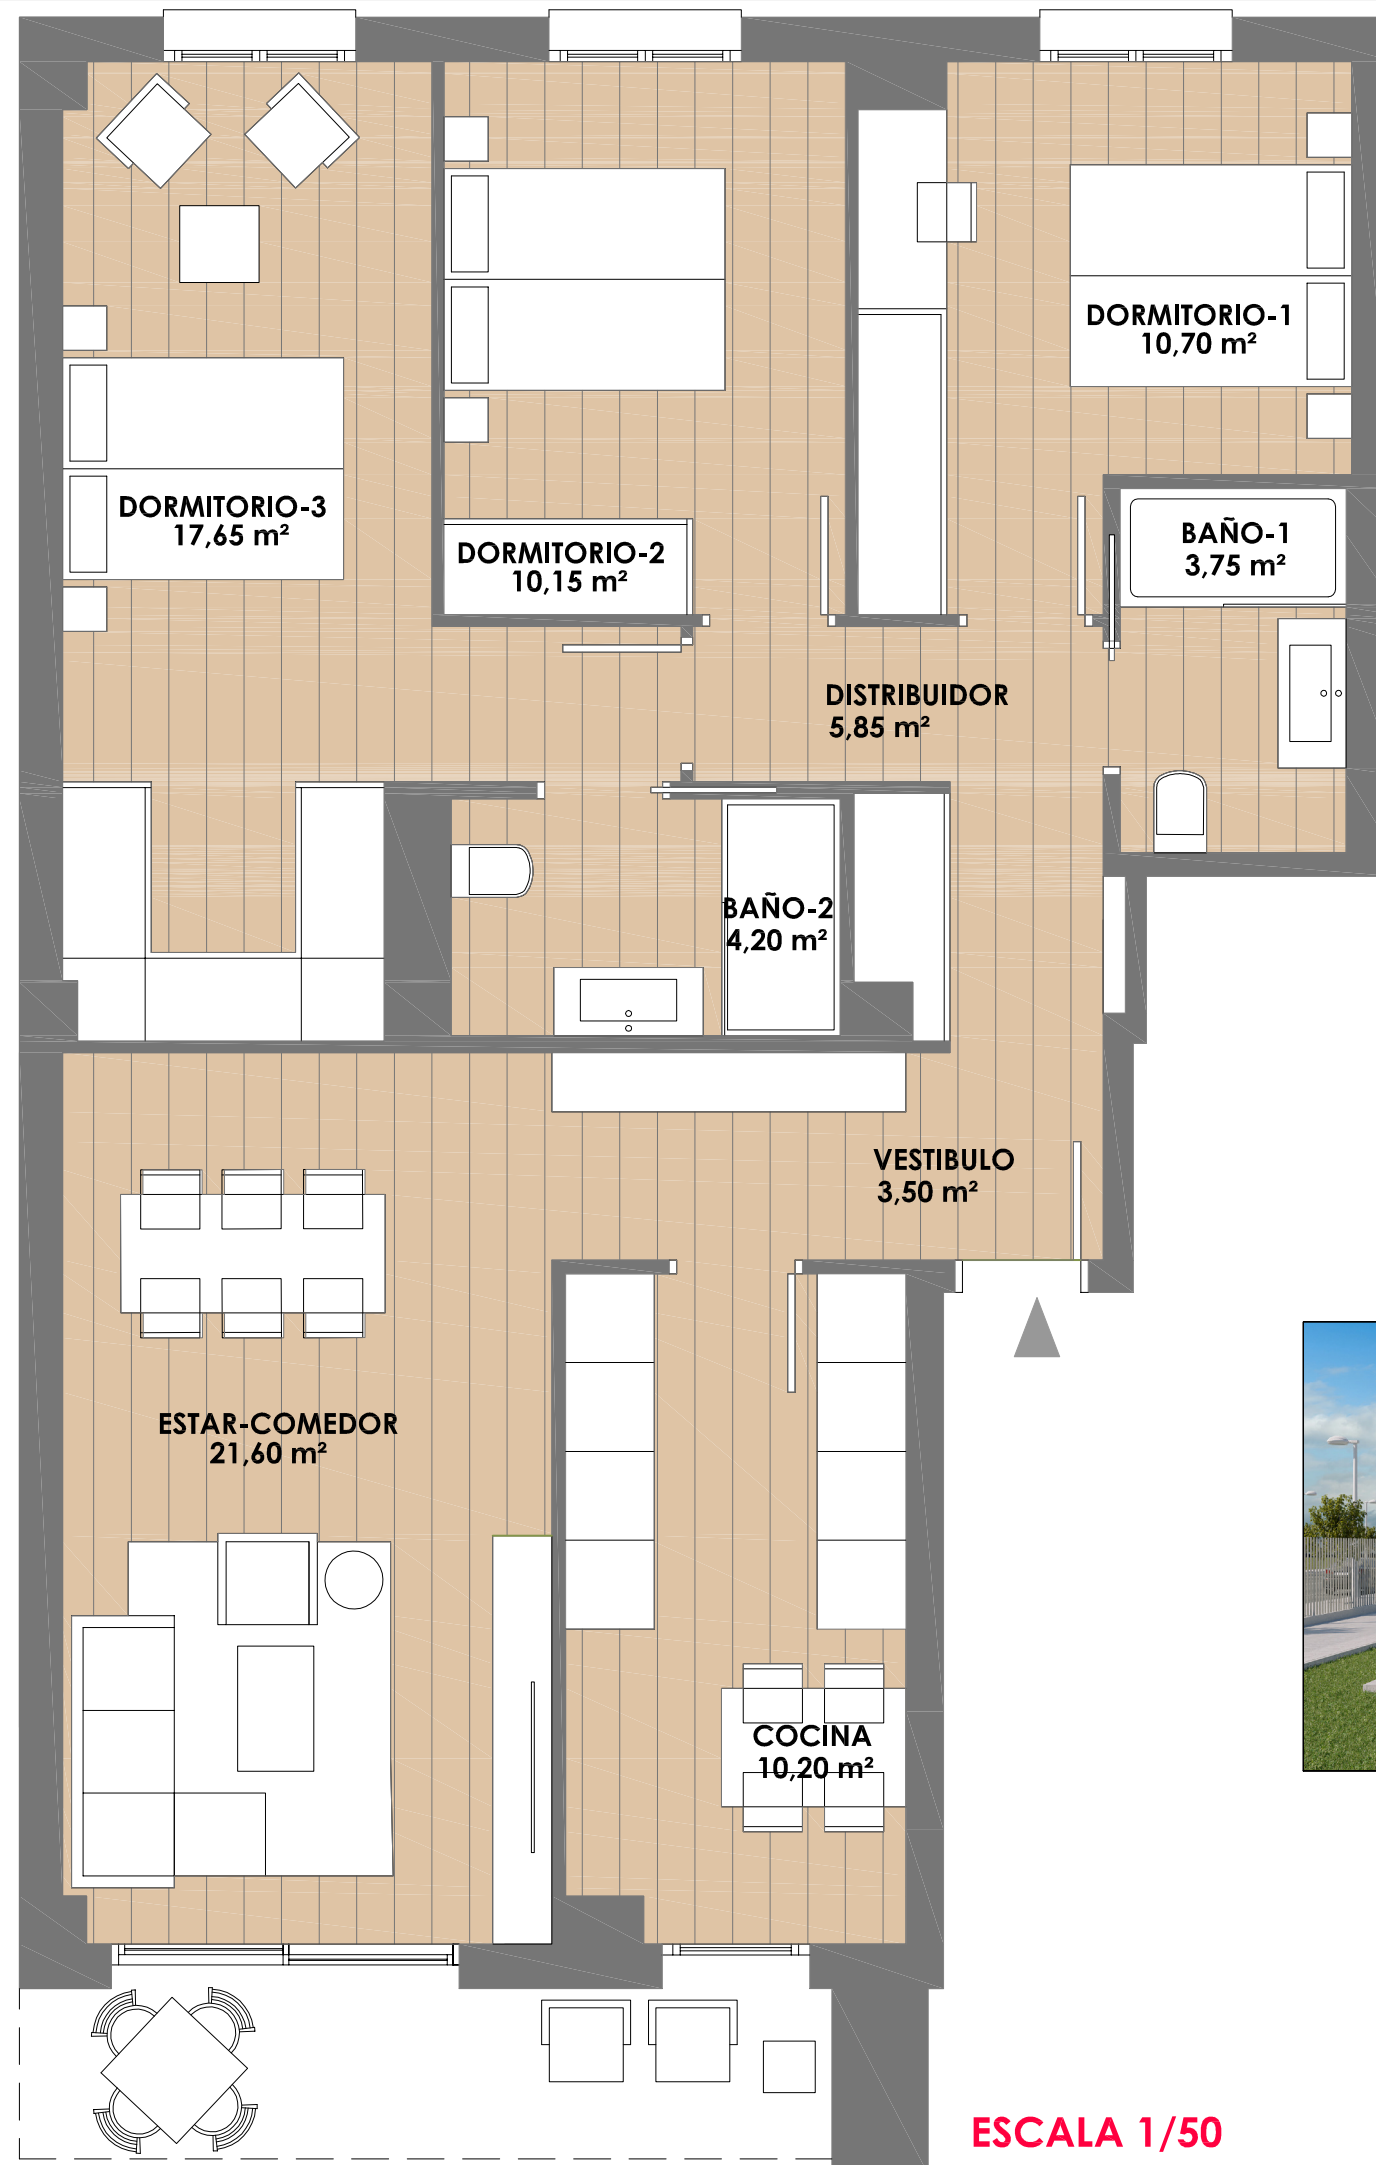 DORMITORIO-1
10,70 m²
DORMITORIO-3
17,65 m²
DORMITORIO-2
10,15 m²
BAÑO-1
3,75 m²
DISTRIBUIDOR
5,85 m²
BAÑO-2
4,20 m²
VESTIBULO
3,50 m²
ESTAR-COMEDOR
21,60 m²
COCINA
10,20 m²
ESCALA 1/50